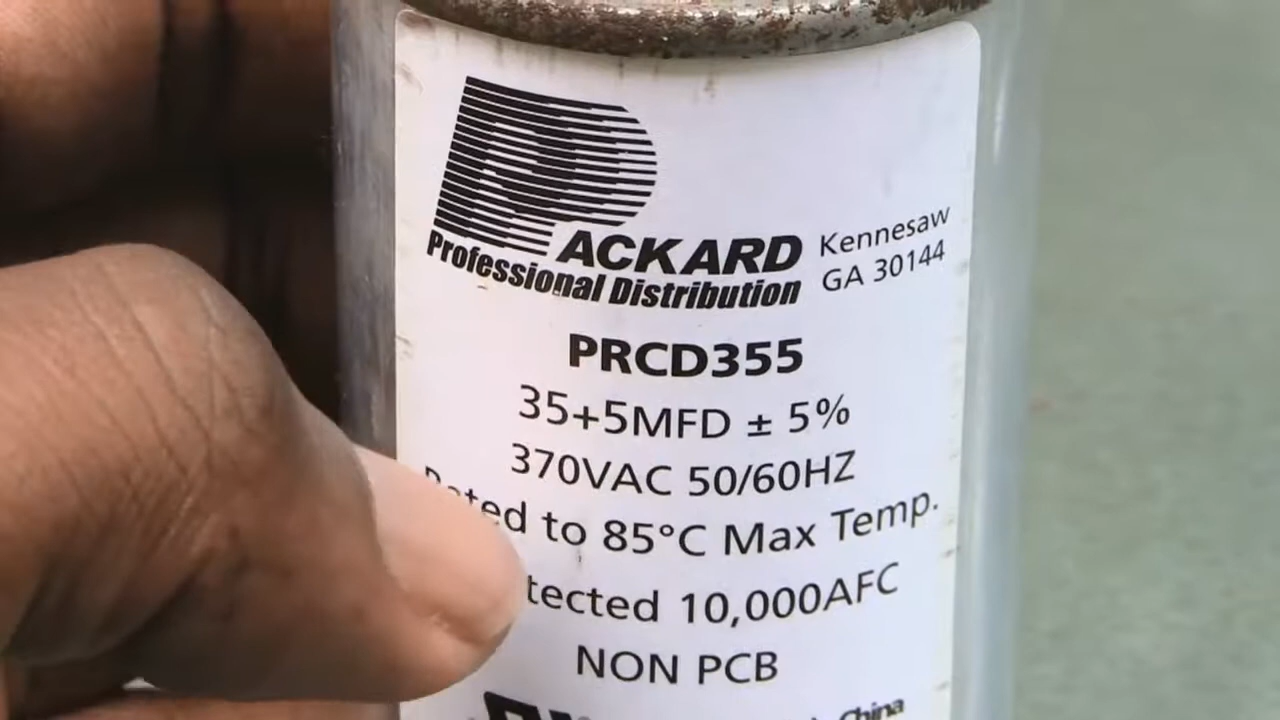 PACKARD
Professional Distribution
Kennesaw
GA 30144
PRCD355
35+5MFD ± 5%
370VAC 50/60HZ
Rated to 85°C Max Temp.
tected 10,000AFC
NON PCB
China